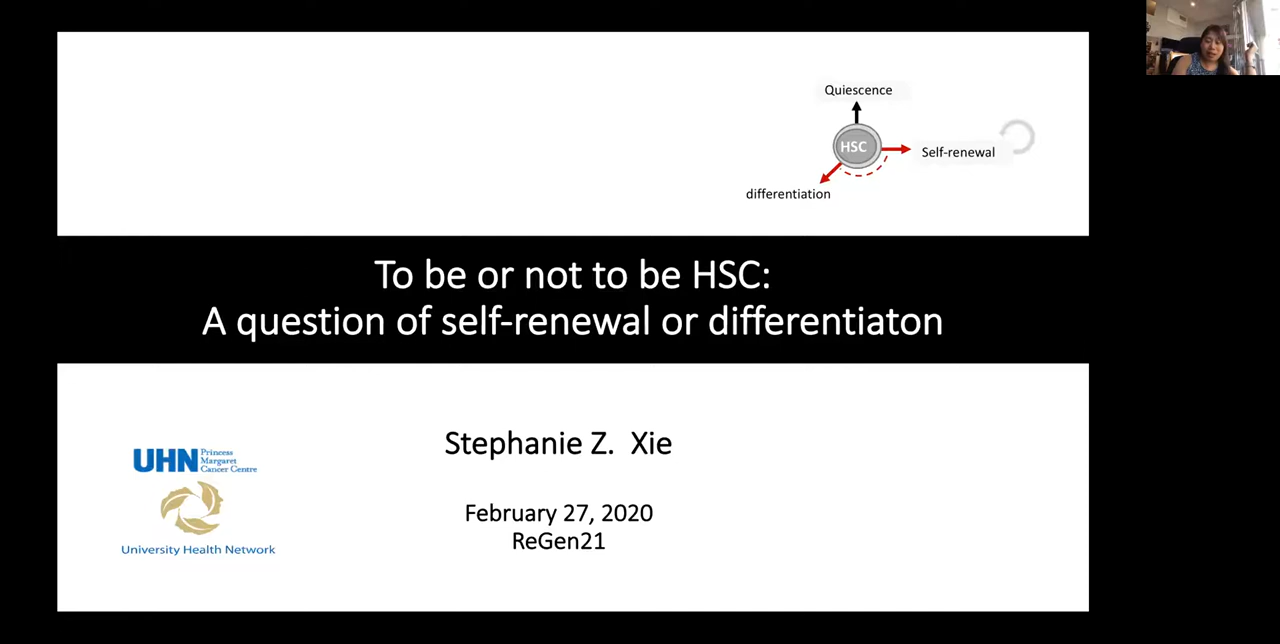 Quiescence
HSC
Self-renewal
differentiation
To be or not to be HSC:
A question of self-renewal or differentiaton
Stephanie Z. Xie
February 27, 2020
ReGen21
UHN
Princess
Margaret
Cancer Centre
University Health Network